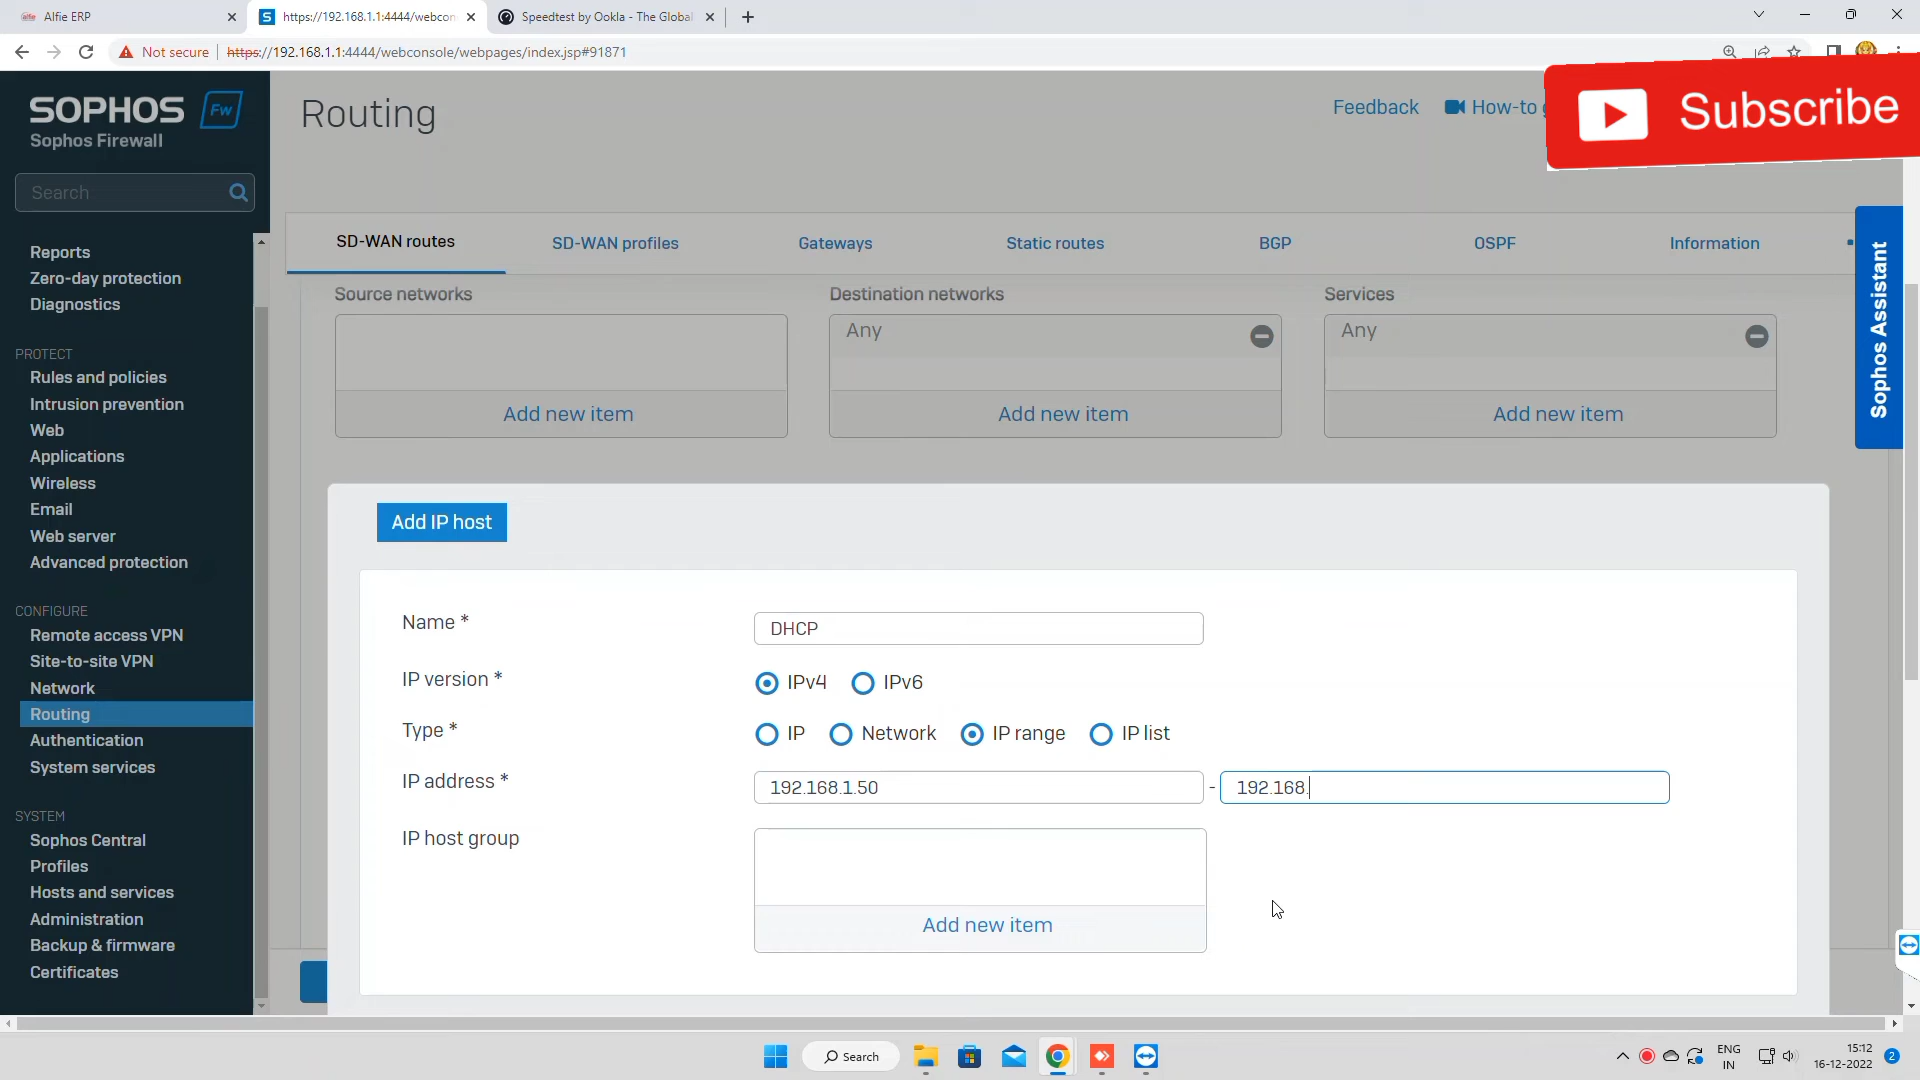 Alfie ERP
https://192.168.1.1:4444/webcon
Speedtest by Ookla - The Global
Not secure
https://192.168.1.1:4444/webconsole/webpages/index.jsp#91871
SOPHOS Fw
Sophos Firewall
Search
Reports
Zero-day protection
Diagnostics
PROTECT
Rules and policies
Intrusion prevention
Web
Applications
Wireless
Email
Web server
Advanced protection
CONFIGURE
Remote access VPN
Site-to-site VPN
Network
Routing
Authentication
System services
SYSTEM
Sophos Central
Profiles
Hosts and services
Administration
Backup & firmware
Certificates
Routing
Feedback
How-to g
Subscribe
SD-WAN routes
SD-WAN profiles
Gateways
Static routes
BGP
OSPF
Information
Sophos Assistant
Source networks
Destination networks
Services
Any
Any
Add new item
Add new item
Add new item
Add IP host
Name *
DHCP
IP version *
IPv4
IPv6
Type *
IP
Network
IP range
IP list
IP address *
192.168.1.50
-
192.168.
IP host group
Add new item
Search
ENG
IN
15:12
16-12-2022
2